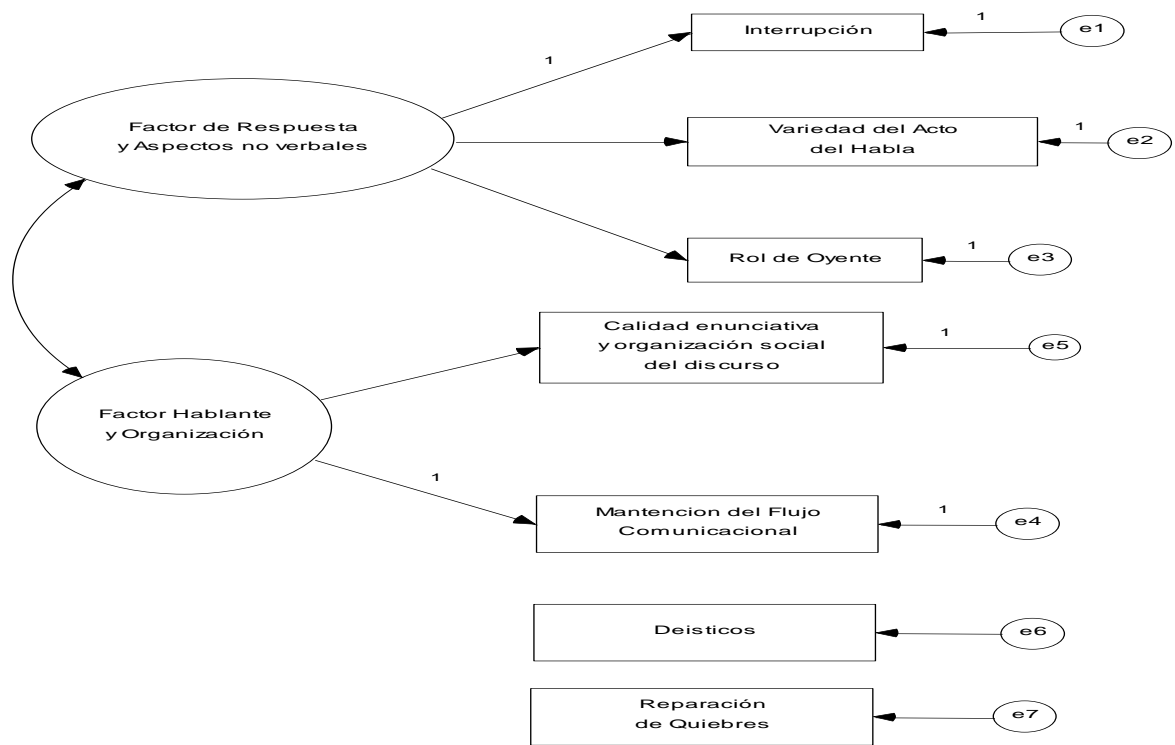 Interrupción
1
e1
1
Factor de Respuesta
y Aspectos no verbales
Variedad del Acto
del Habla
1
e2
Rol de Oyente
1
e3
Calidad enunciativa
y organización social
del discurso
1
e5
Factor Hablante
y Organización
1
Mantencion del Flujo
Comunicacional
1
e4
Deisticos
e6
Reparación
de Quiebres
e7